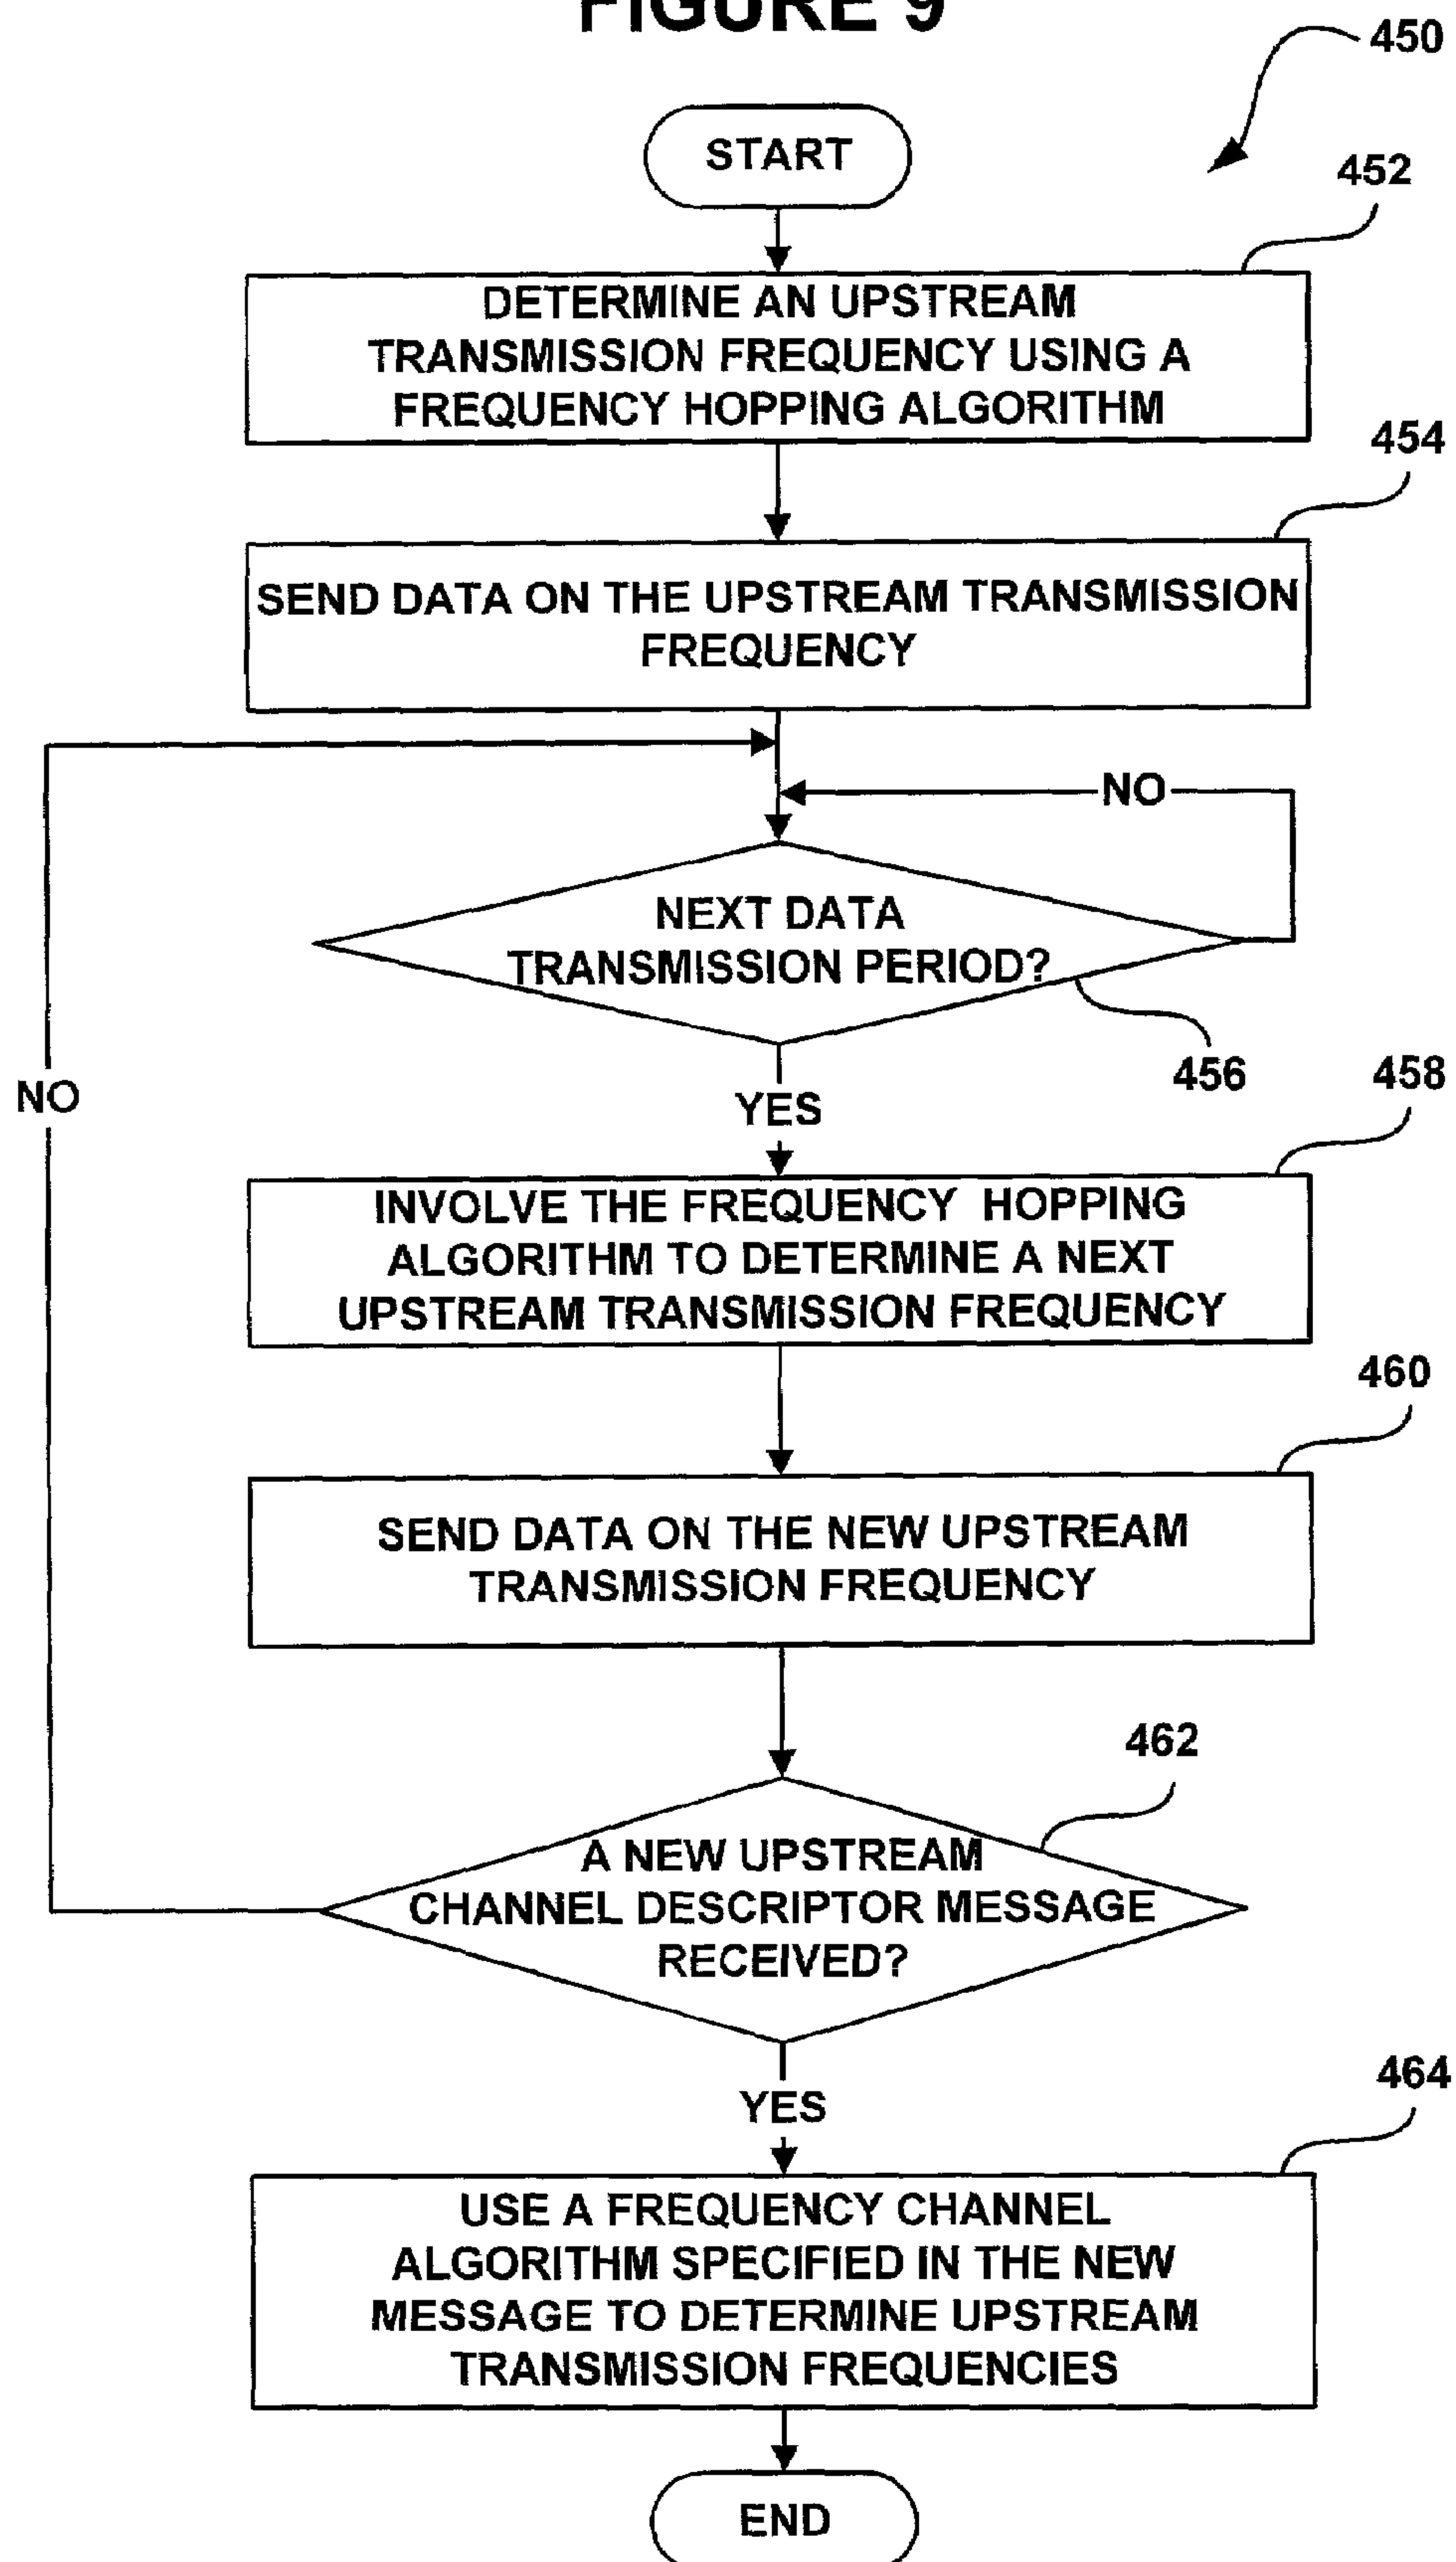 FIGURE 9
450
START
452
DETERMINE AN UPSTREAM
TRANSMISSION FREQUENCY USING A
FREQUENCY HOPPING ALGORITHM
454
SEND DATA ON THE UPSTREAM TRANSMISSION
FREQUENCY
NO
NEXT DATA
TRANSMISSION PERIOD?
456
NO
YES
458
INVOLVE THE FREQUENCY HOPPING
ALGORITHM TO DETERMINE A NEXT
UPSTREAM TRANSMISSION FREQUENCY
460
SEND DATA ON THE NEW UPSTREAM
TRANSMISSION FREQUENCY
462
A NEW UPSTREAM
CHANNEL DESCRIPTOR MESSAGE
RECEIVED?
YES
464
USE A FREQUENCY CHANNEL
ALGORITHM SPECIFIED IN THE NEW
MESSAGE TO DETERMINE UPSTREAM
TRANSMISSION FREQUENCIES
END